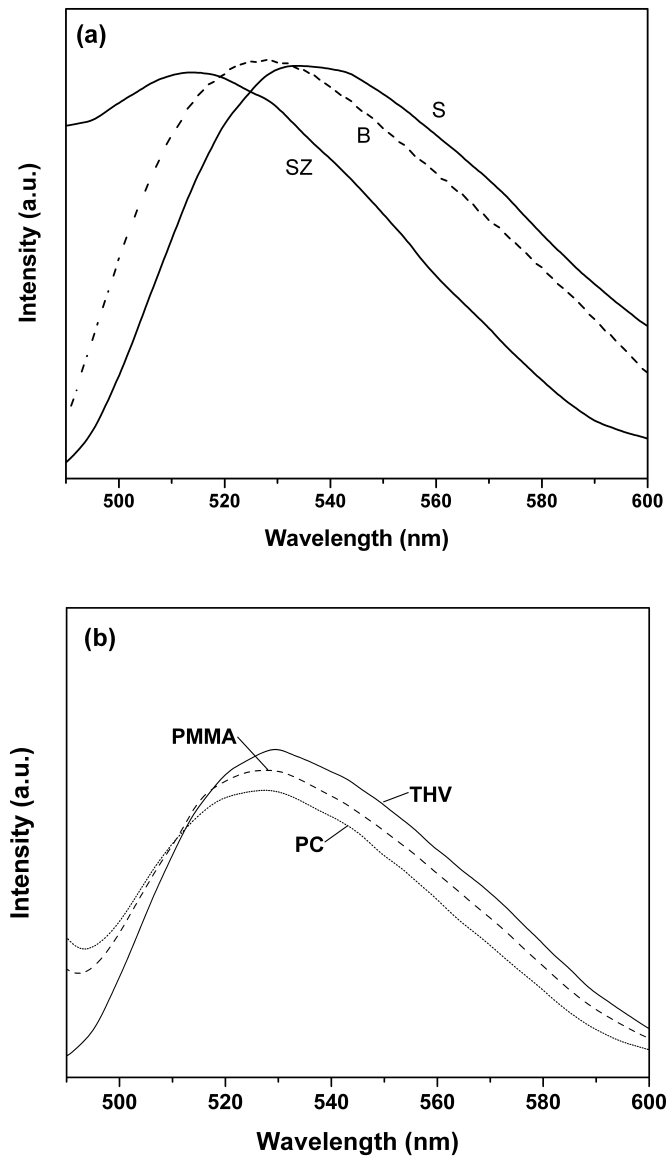 (a)
S
B
SZ
Intensity (a.u.)
500 520 540 560 580 600
Wavelength (nm)
(b)
PMMA
THV
PC
Intensity (a.u.)
500 520 540 560 580 600
Wavelength (nm)